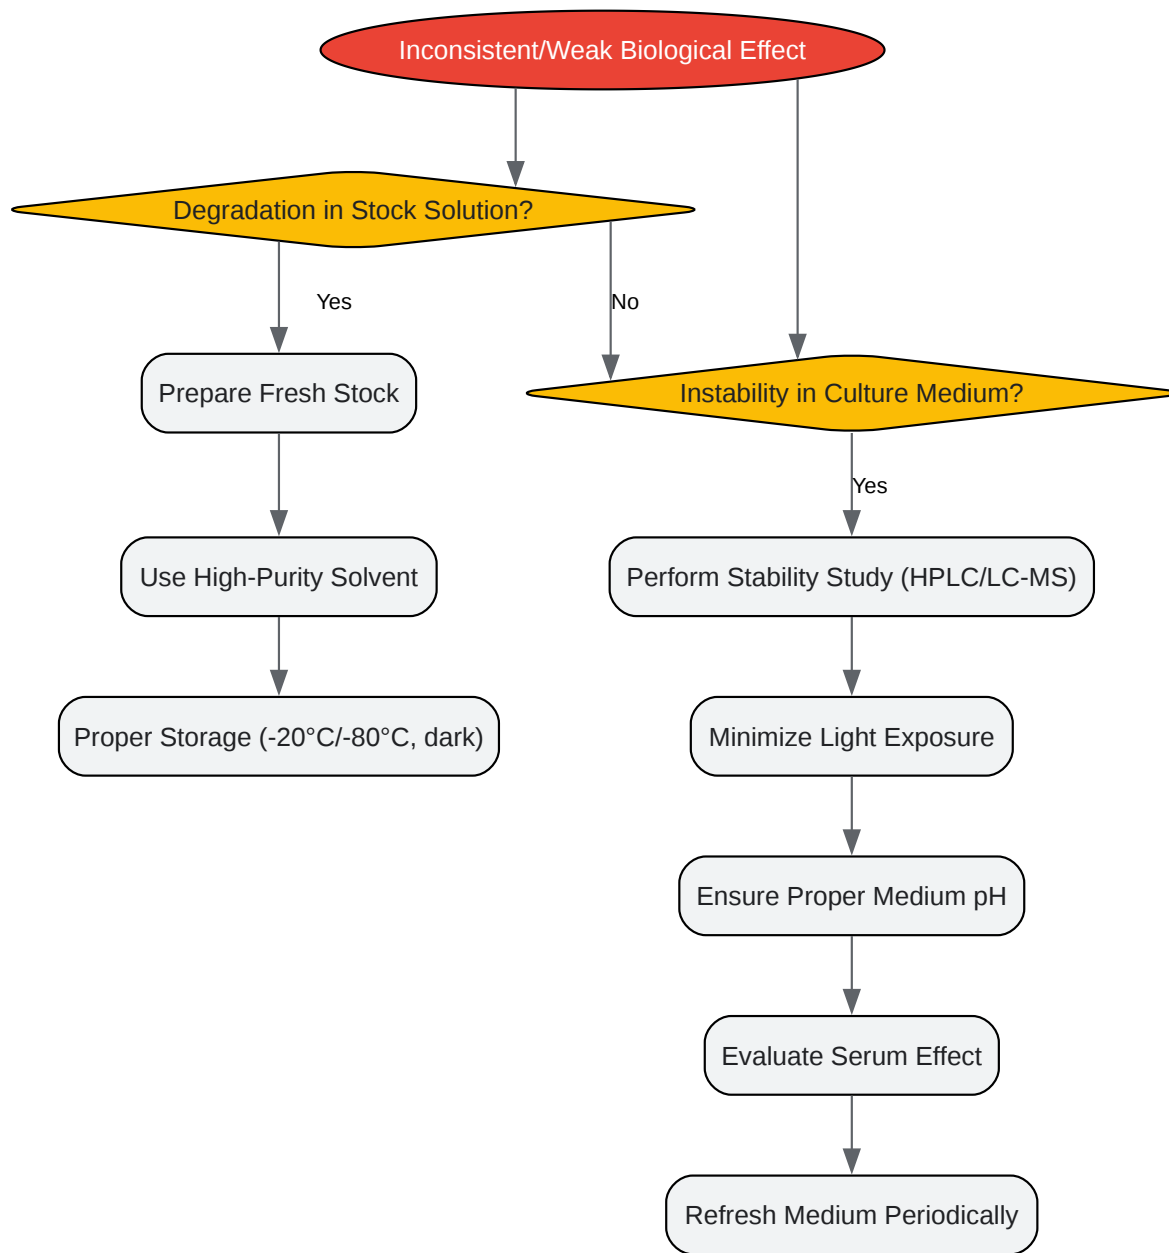 Inconsistent/Weak Biological Effect
Degradation in Stock Solution?
Yes
No
Prepare Fresh Stock
Instability in Culture Medium?
Yes
Use High-Purity Solvent
Perform Stability Study (HPLC/LC-MS)
Proper Storage (-20°C/-80°C, dark)
Minimize Light Exposure
Ensure Proper Medium pH
Evaluate Serum Effect
Refresh Medium Periodically